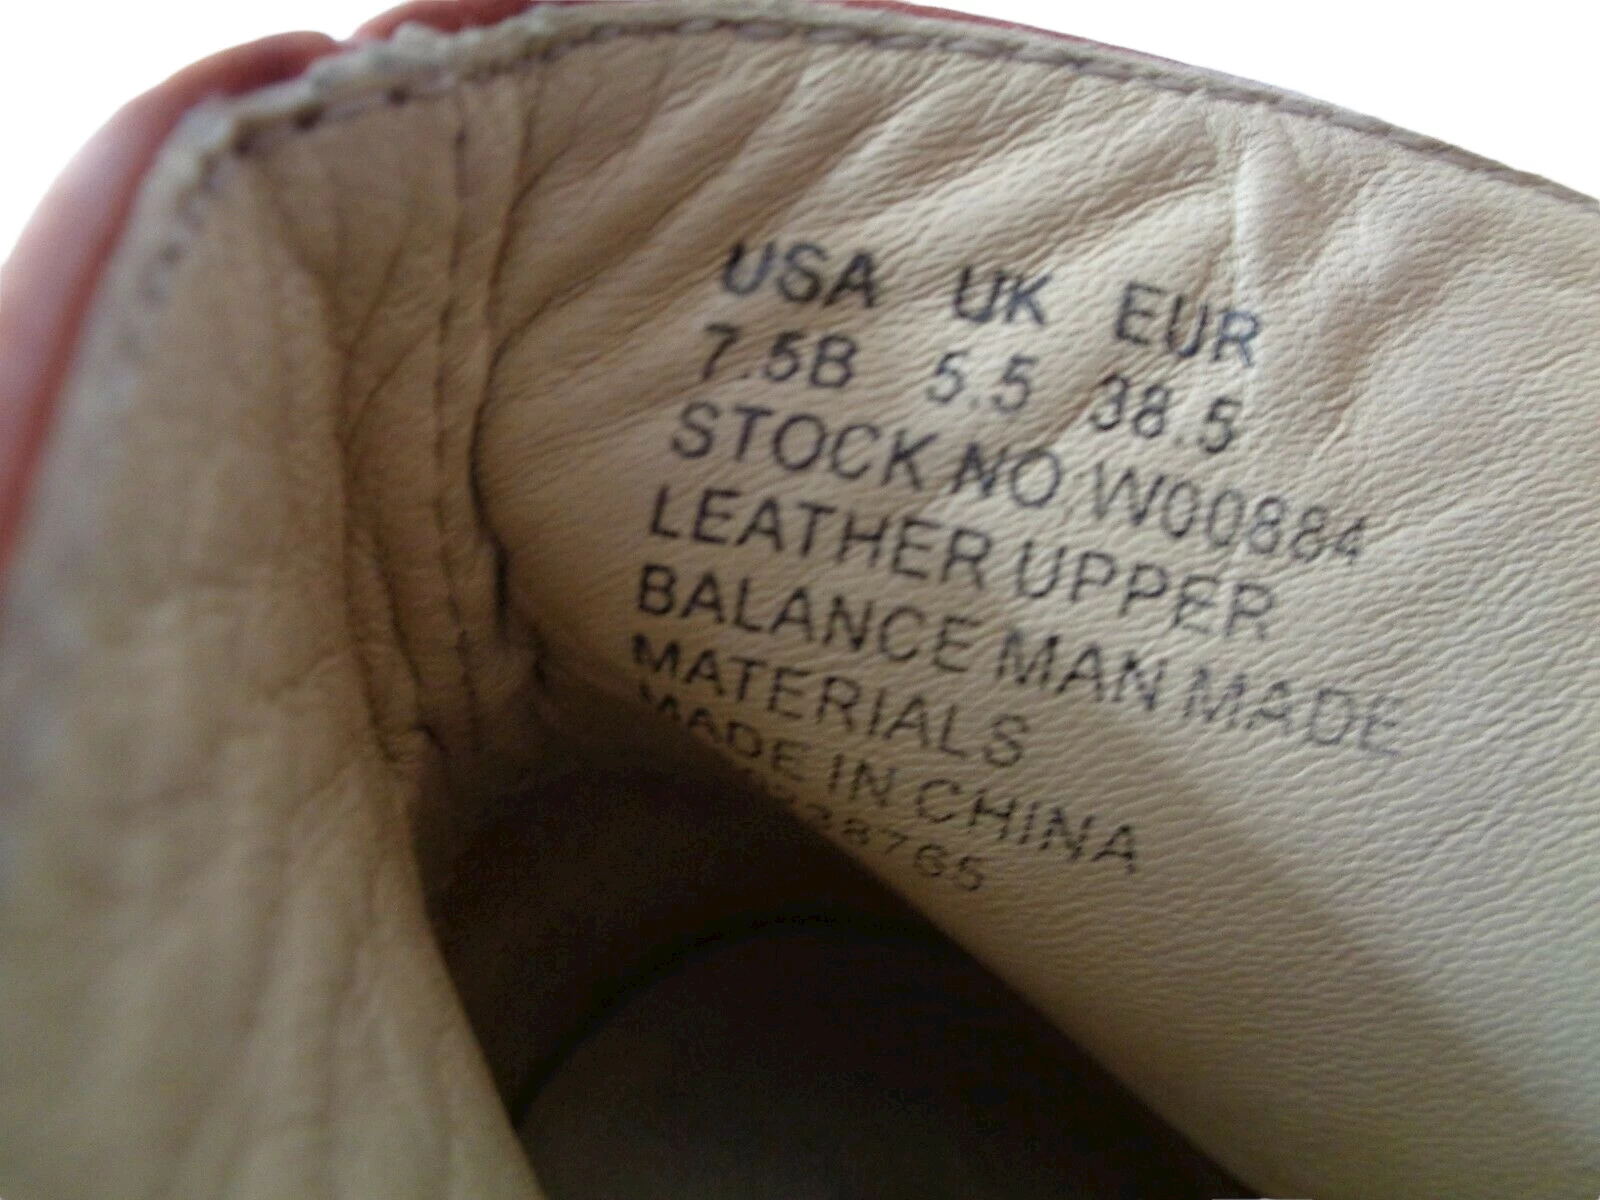 USA UK EUR
7.5B 5.5 38.5
STOCK NO W00884
LEATHER UPPER
BALANCE MAN MADE
MATERIALS
MADE IN CHINA